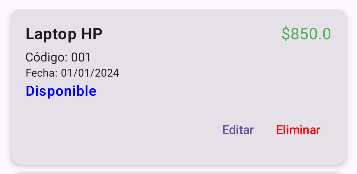 Laptop HP $850.0
Código: 001
Fecha: 01/01/2024
Disponible
Editar Eliminar